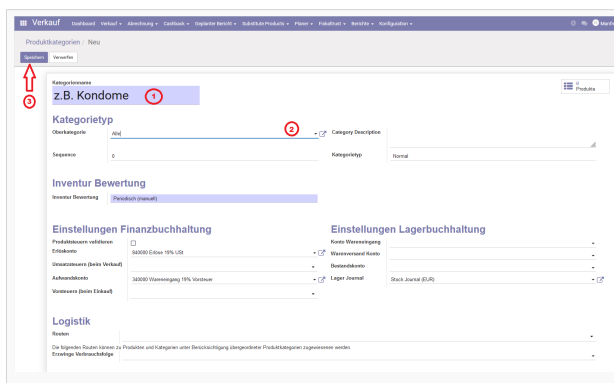 Verkauf Dashboard Verkauf Abrechnung Cashback Geplanter Bericht Substitute Products Planer Fiskaltrust Berichte Konfiguration
Produktkategorien / Neu
Speichern Verwerfen
3
Kategorienname
z.B. Kondome 1
0
Produkte
Kategorietyp
Oberkategorie Alle 2 Category Description
Sequence 0 Kategorietyp Normal
Inventur Bewertung
Inventur Bewertung Periodisch (manuell)
Einstellungen Finanzbuchhaltung Einstellungen Lagerbuchhaltung
Produktsteuern validieren Konto Wareneingang
Erlöskonto 840000 Erlöse 19% USt Warenversand Konto
Umsatzsteuern (beim Verkauf) Bestandskonto
Aufwandskonto 340000 Wareneingang 19% Vorsteuer Lager Journal Stock Journal (EUR)
Vorsteuern (beim Einkauf)
Logistik
Routen
Die folgenden Routen können zu Produkten und Kategorien unter Berücksichtigung übergeordneter Produktkategorien zugewiesenen werden
Erzwinge Verbrauchsfolge